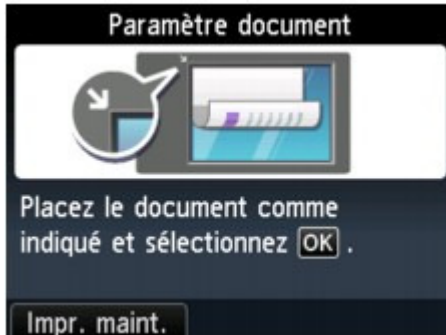 Paramètre document
Placez le document comme
indiqué et sélectionnez OK .
Impr. maint.